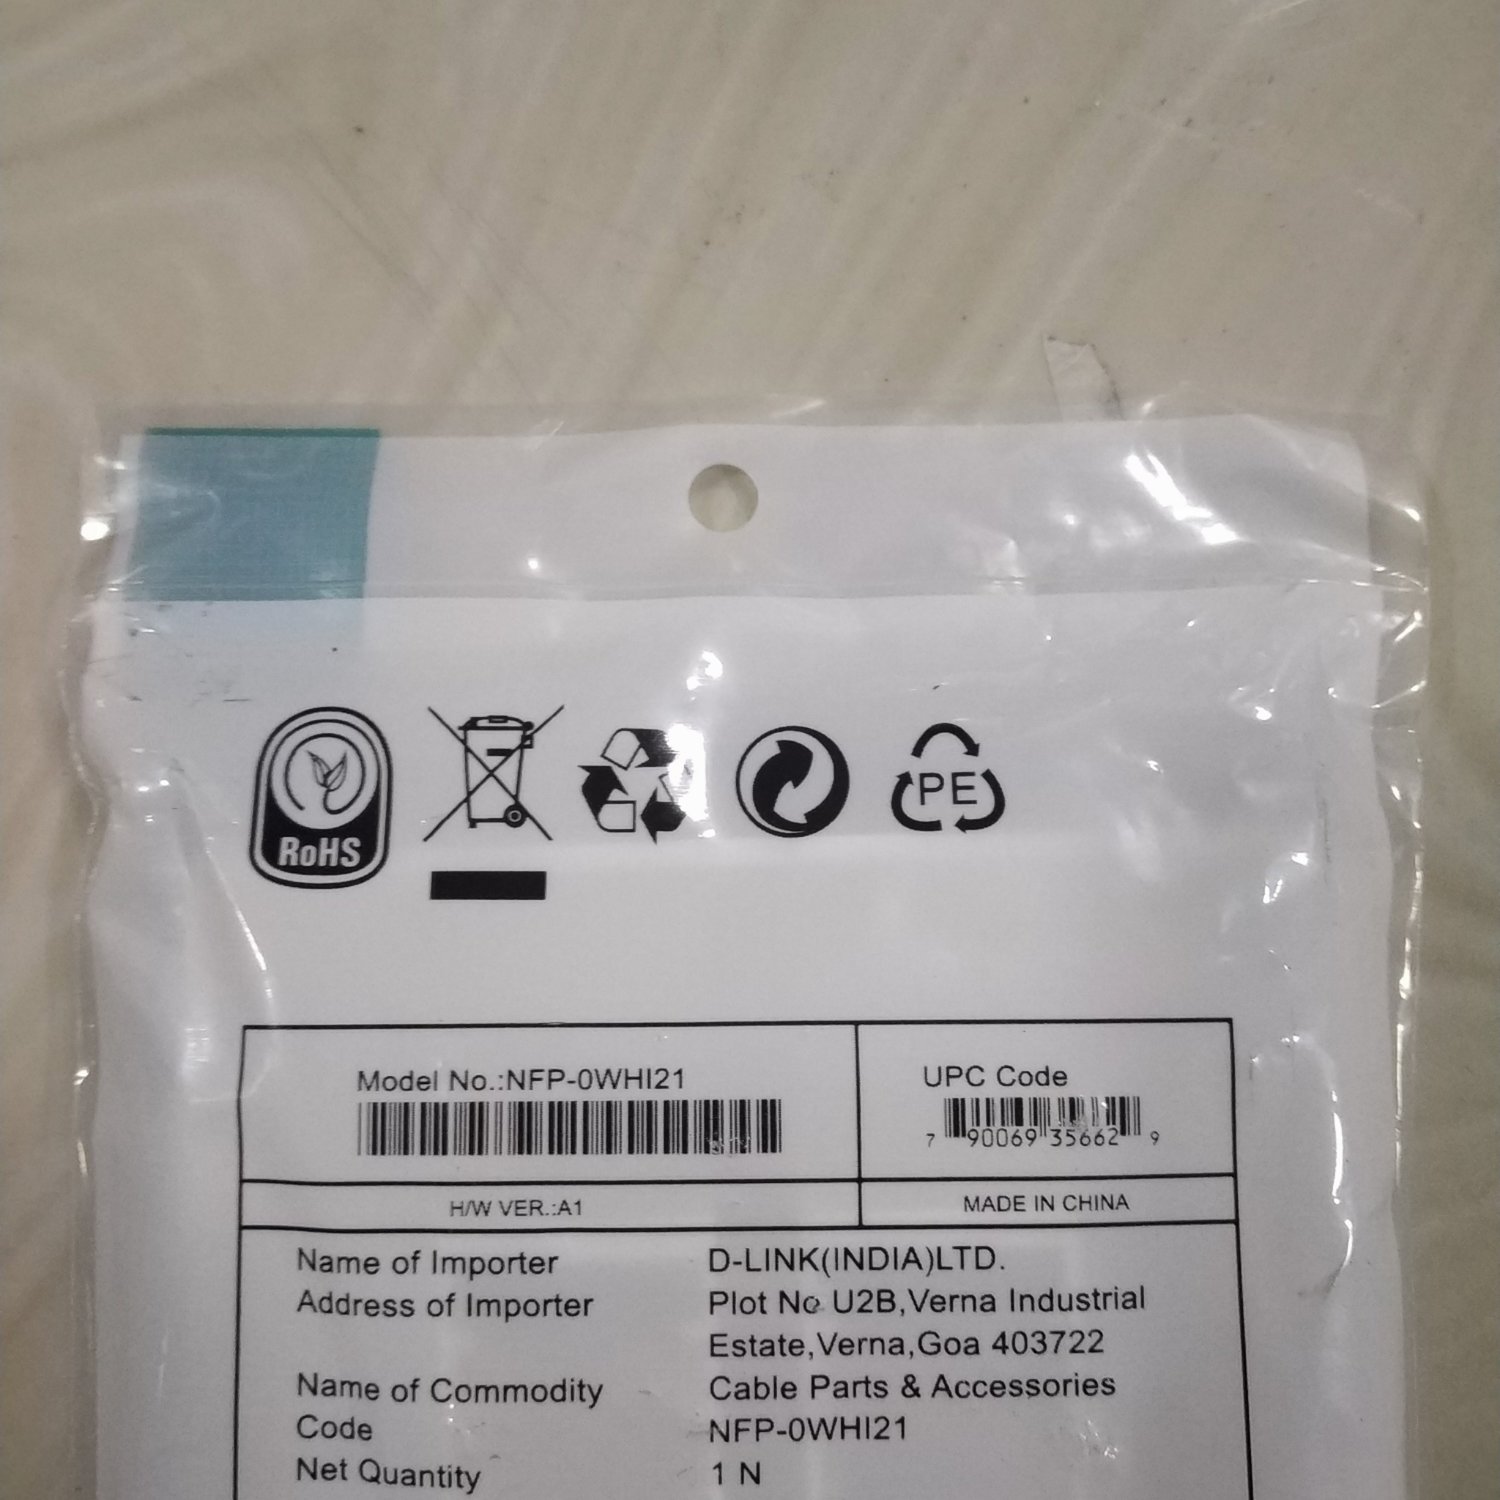 RoHS
PE
Model No.:NFP-0WHI21
UPC Code
7 90069 35662 9
H/W VER.:A1
MADE IN CHINA
Name of Importer D-LINK(INDIA)LTD.
Address of Importer Plot No U2B,Verna Industrial
Estate,Verna,Goa 403722
Name of Commodity Cable Parts & Accessories
Code NFP-0WHI21
Net Quantity 1 N